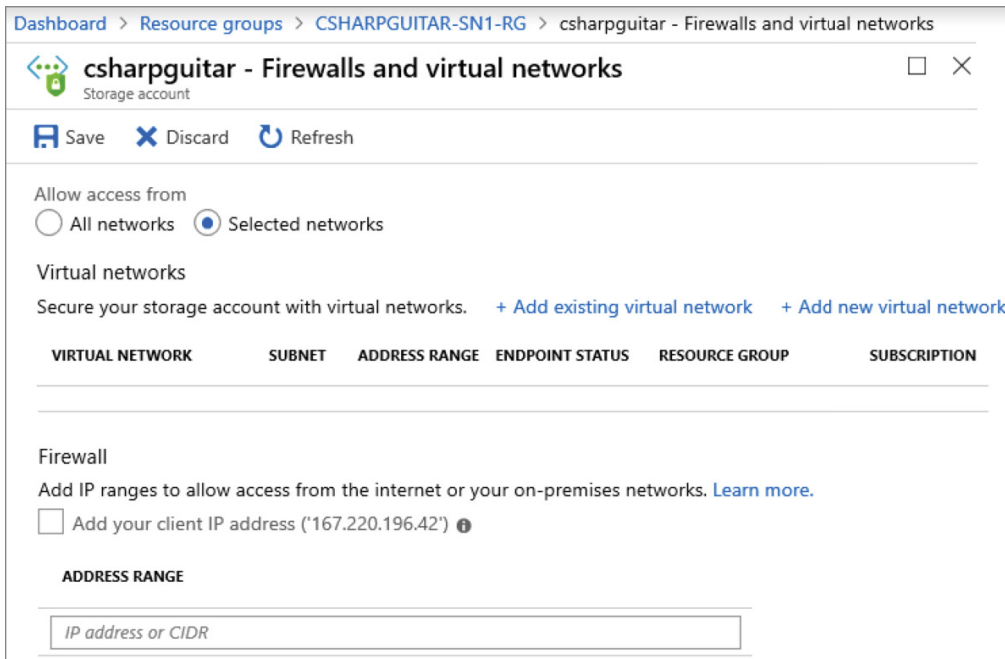 Dashboard > Resource groups > CSHARPGUITAR-SN1-RG > csharpguitar - Firewalls and virtual networks
csharpguitar - Firewalls and virtual networks
Storage account
Save Discard Refresh
Allow access from
All networks Selected networks
Virtual networks
Secure your storage account with virtual networks. + Add existing virtual network + Add new virtual network
VIRTUAL NETWORK SUBNET ADDRESS RANGE ENDPOINT STATUS RESOURCE GROUP SUBSCRIPTION
Firewall
Add IP ranges to allow access from the internet or your on-premises networks. Learn more.
Add your client IP address ('167.220.196.42')
ADDRESS RANGE
IP address or CIDR